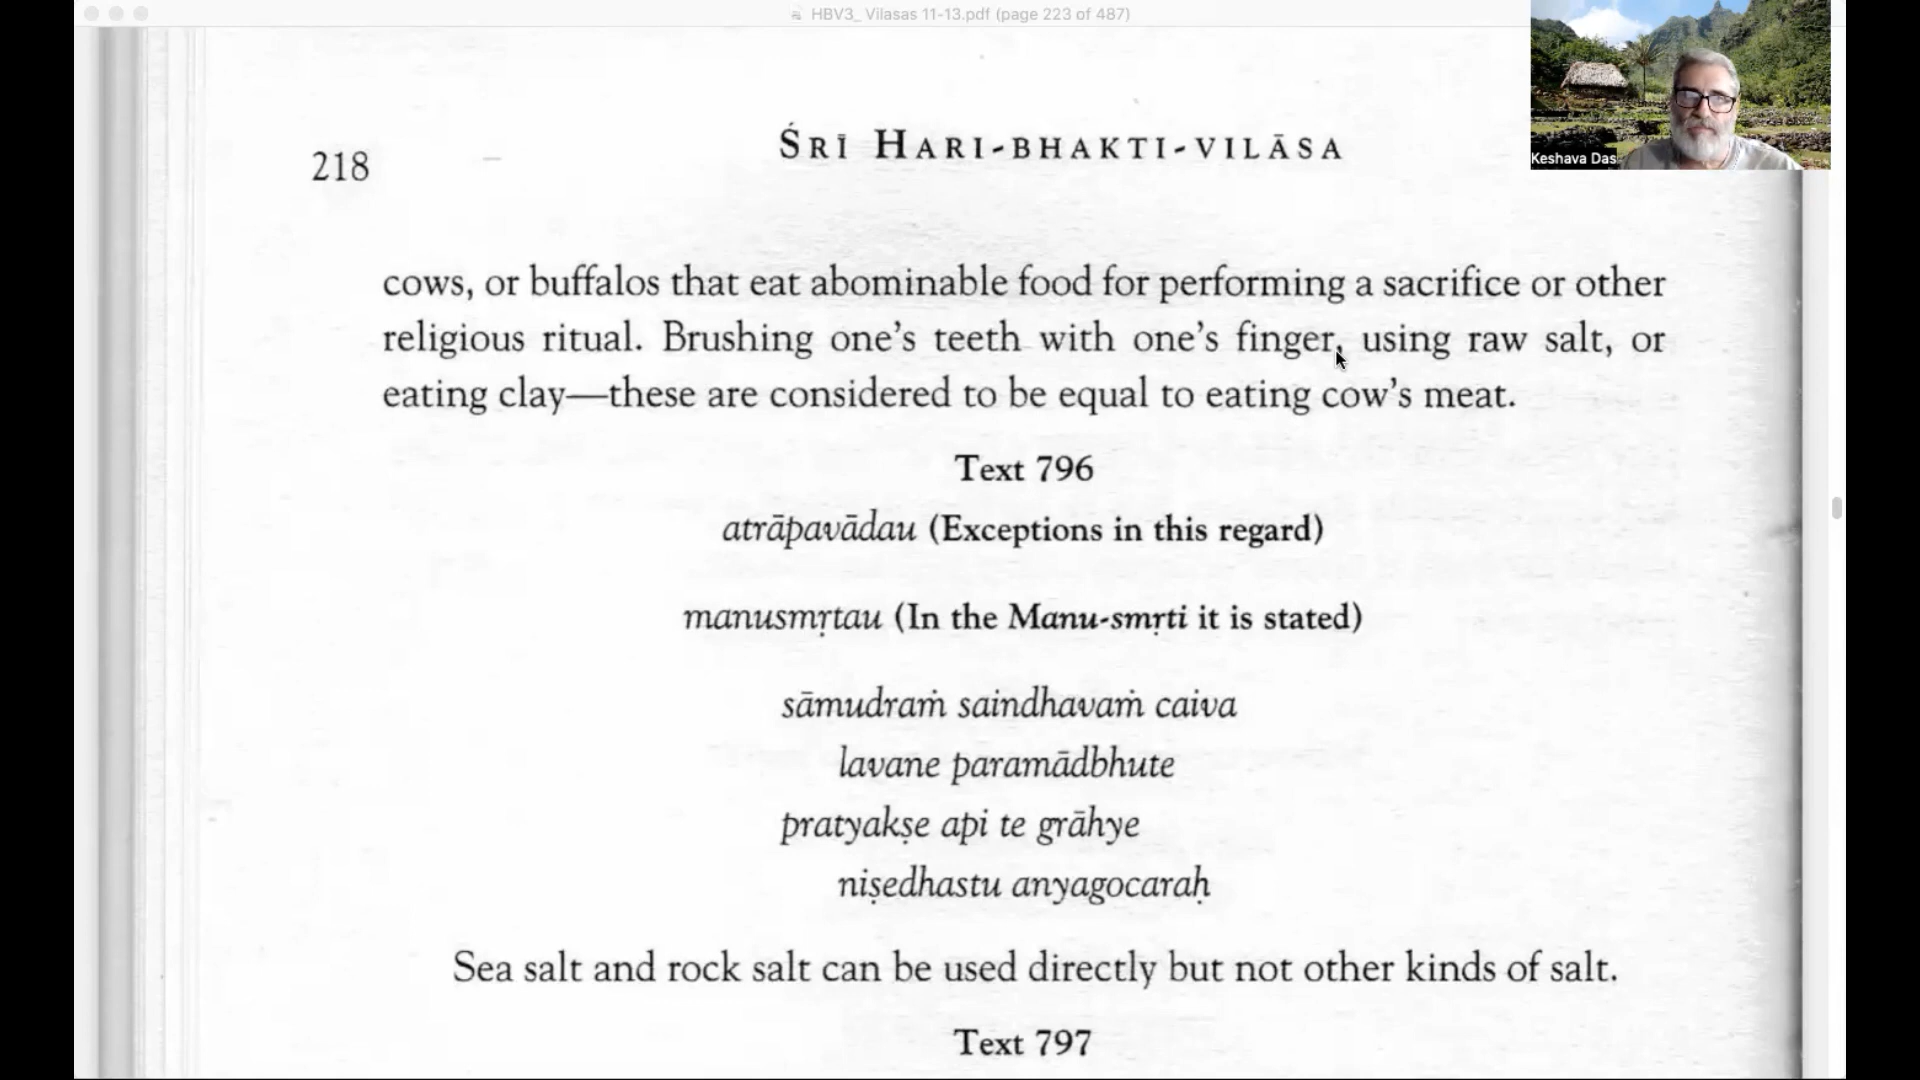 HBV3_ Vilasas 11-13.pdf (page 223 of 487)
Keshava Das
218
ŚRĪ HARI-BHAKTI-VILĀSA
cows, or buffalos that eat abominable food for performing a sacrifice or other
religious ritual. Brushing one's teeth with one's finger, using raw salt, or
eating clay—these are considered to be equal to eating cow's meat.
Text 796
atrāpavādau (Exceptions in this regard)
manusmṛtau (In the Manu-smṛti it is stated)
sāmudraṁ saindhavaṁ caiva
lavane paramādbhute
pratyakṣe api te grāhye
niṣedhastu anyagocaraḥ
Sea salt and rock salt can be used directly but not other kinds of salt.
Text 797